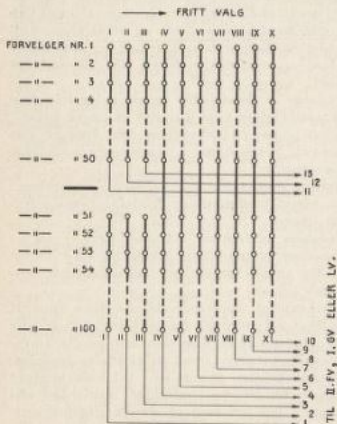 FRITT VALG
I II III IV V VI VII VIII IX X
FORVELGER NR. 1
—"— " 2
—"— " 3
—"— " 4
—"— " 50
13
12
11
—"— " 51
—"— " 52
—"— " 53
—"— " 54
—"— " 100
I II III IV V VI VII VIII IX X
10
9
8
7
6
5
4
3
2
1
TIL II.FV, I.GV ELLER LV.